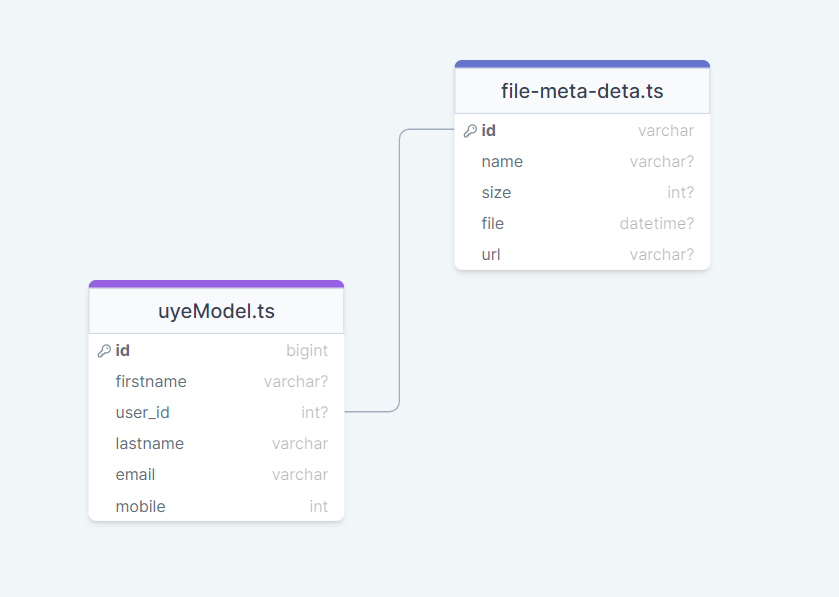 file-meta-deta.ts
id varchar
name varchar?
size int?
file datetime?
url varchar?
uyeModel.ts
id bigint
firstname varchar?
user_id int?
lastname varchar
email varchar
mobile int